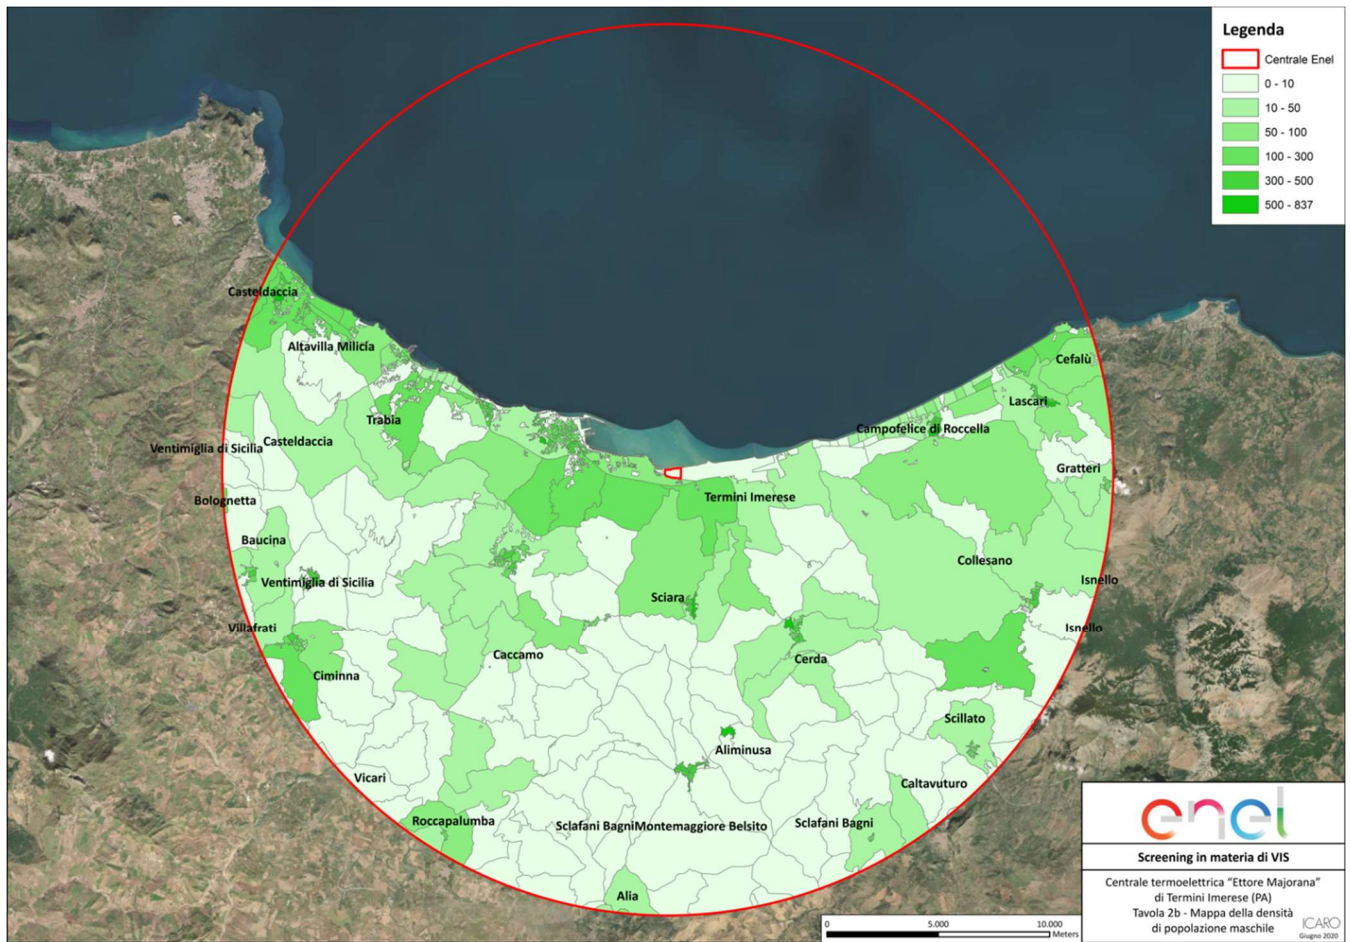 Legenda
Centrale Enel
0 - 10
10 - 50
50 - 100
100 - 300
300 - 500
500 - 837
Casteldaccia
Altavilla Milicia
Cefalù
Lascari
Trabia
Campofelice di Roccella
Casteldaccia
Ventimiglia di Sicilia
Gratteri
Bolognetta
Termini Imerese
Baucina
Collesano
Ventimiglia di Sicilia
Isnello
Sciara
Villafrati
Isnello
Caccamo
Cerda
Ciminna
Scillato
Aliminusa
Vicari
Caltavuturo
Roccapalumba
Sclafani Bagni
Montemaggiore Belsito
Sclafani Bagni
Alia
enel
Screening in materia di VIS
Centrale termoelettrica “Ettore Majorana”
di Termini Imerese (PA)
Tavola 2b - Mappa della densità
di popolazione maschile
ICARO
Giugno 2020
0 5.000 10.000
Meters